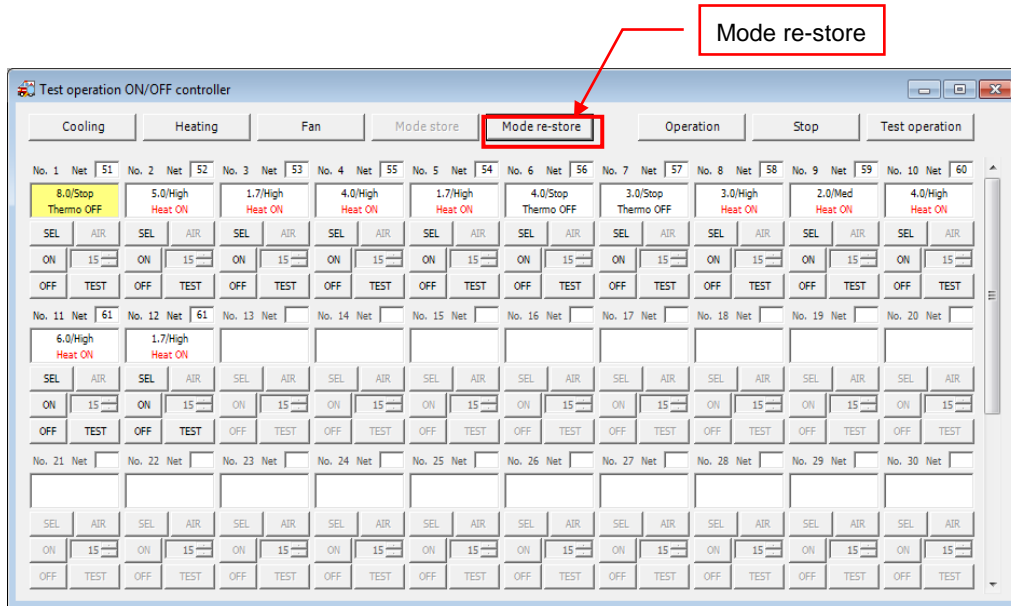 Mode re-store
Test operation ON/OFF controller
Cooling Heating Fan Mode store Mode re-store Operation Stop Test operation
No. 1 Net 51 No. 2 Net 52 No. 3 Net 53 No. 4 Net 55 No. 5 Net 54 No. 6 Net 56 No. 7 Net 57 No. 8 Net 58 No. 9 Net 59 No. 10 Net 60
8.0/Stop 5.0/High 1.7/High 4.0/High 1.7/High 4.0/Stop 3.0/Stop 3.0/High 2.0/Med 4.0/High
Thermo OFF Heat ON Heat ON Heat ON Heat ON Thermo OFF Thermo OFF Heat ON Heat ON Heat ON
SEL AIR SEL AIR SEL AIR SEL AIR SEL AIR SEL AIR SEL AIR SEL AIR SEL AIR SEL AIR
ON 15 ON 15 ON 15 ON 15 ON 15 ON 15 ON 15 ON 15 ON 15 ON 15
OFF TEST OFF TEST OFF TEST OFF TEST OFF TEST OFF TEST OFF TEST OFF TEST OFF TEST OFF TEST
No. 11 Net 61 No. 12 Net 61 No. 13 Net No. 14 Net No. 15 Net No. 16 Net No. 17 Net No. 18 Net No. 19 Net No. 20 Net
6.0/High 1.7/High
Heat ON Heat ON
SEL AIR SEL AIR SEL AIR SEL AIR SEL AIR SEL AIR SEL AIR SEL AIR SEL AIR SEL AIR
ON 15 ON 15 ON 15 ON 15 ON 15 ON 15 ON 15 ON 15 ON 15 ON 15
OFF TEST OFF TEST OFF TEST OFF TEST OFF TEST OFF TEST OFF TEST OFF TEST OFF TEST OFF TEST
No. 21 Net No. 22 Net No. 23 Net No. 24 Net No. 25 Net No. 26 Net No. 27 Net No. 28 Net No. 29 Net No. 30 Net
SEL AIR SEL AIR SEL AIR SEL AIR SEL AIR SEL AIR SEL AIR SEL AIR SEL AIR SEL AIR
ON 15 ON 15 ON 15 ON 15 ON 15 ON 15 ON 15 ON 15 ON 15 ON 15
OFF TEST OFF TEST OFF TEST OFF TEST OFF TEST OFF TEST OFF TEST OFF TEST OFF TEST OFF TEST